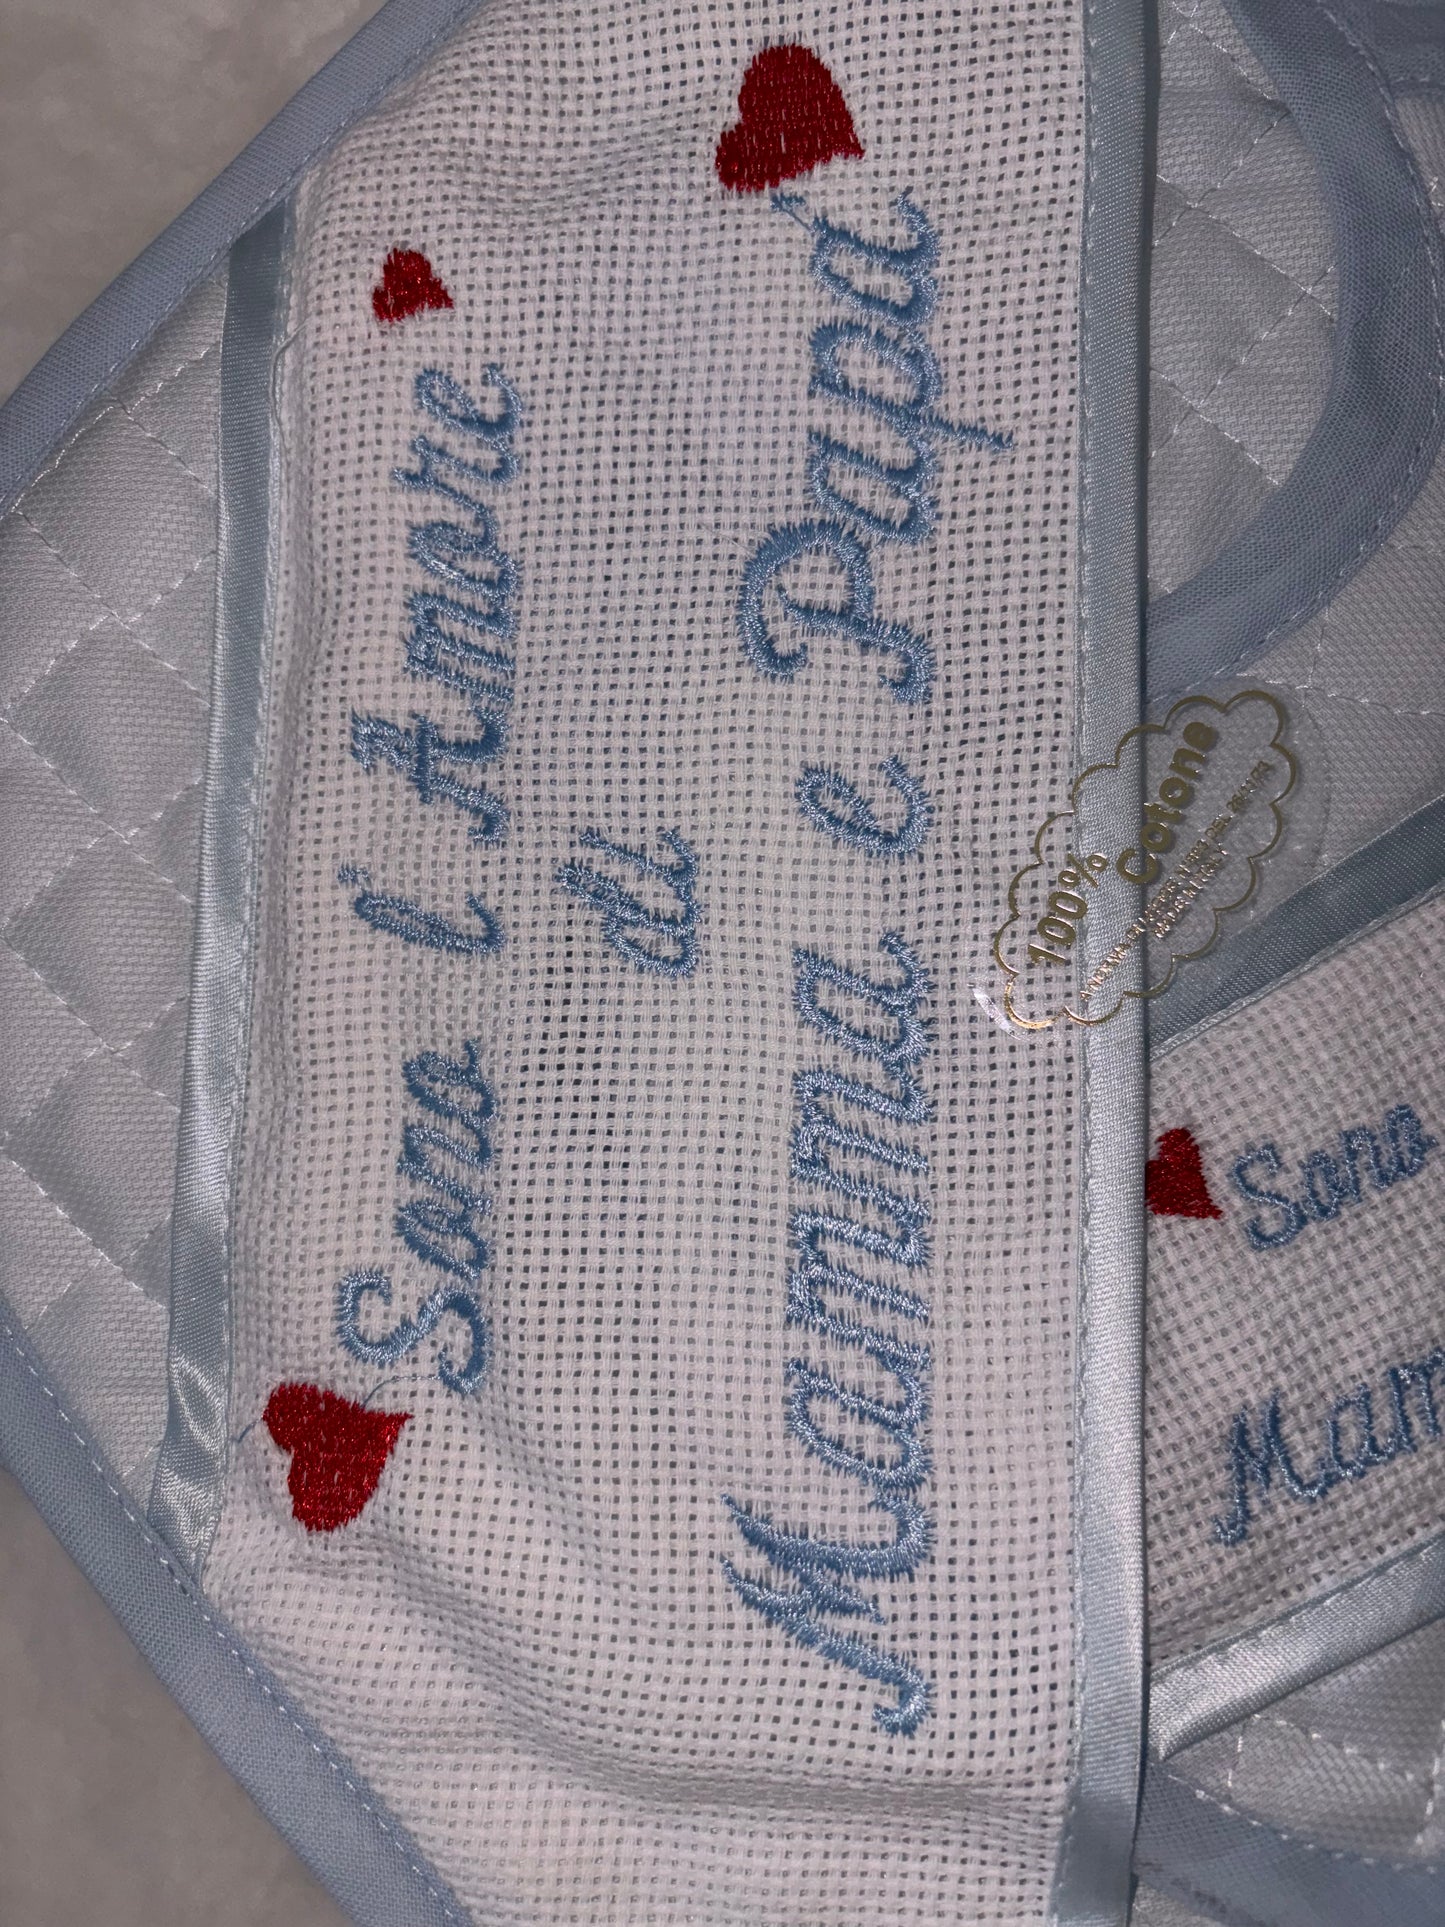 Sono l'Amore
di
Mamma e Papà
100%
Cotone
Sono
Mam